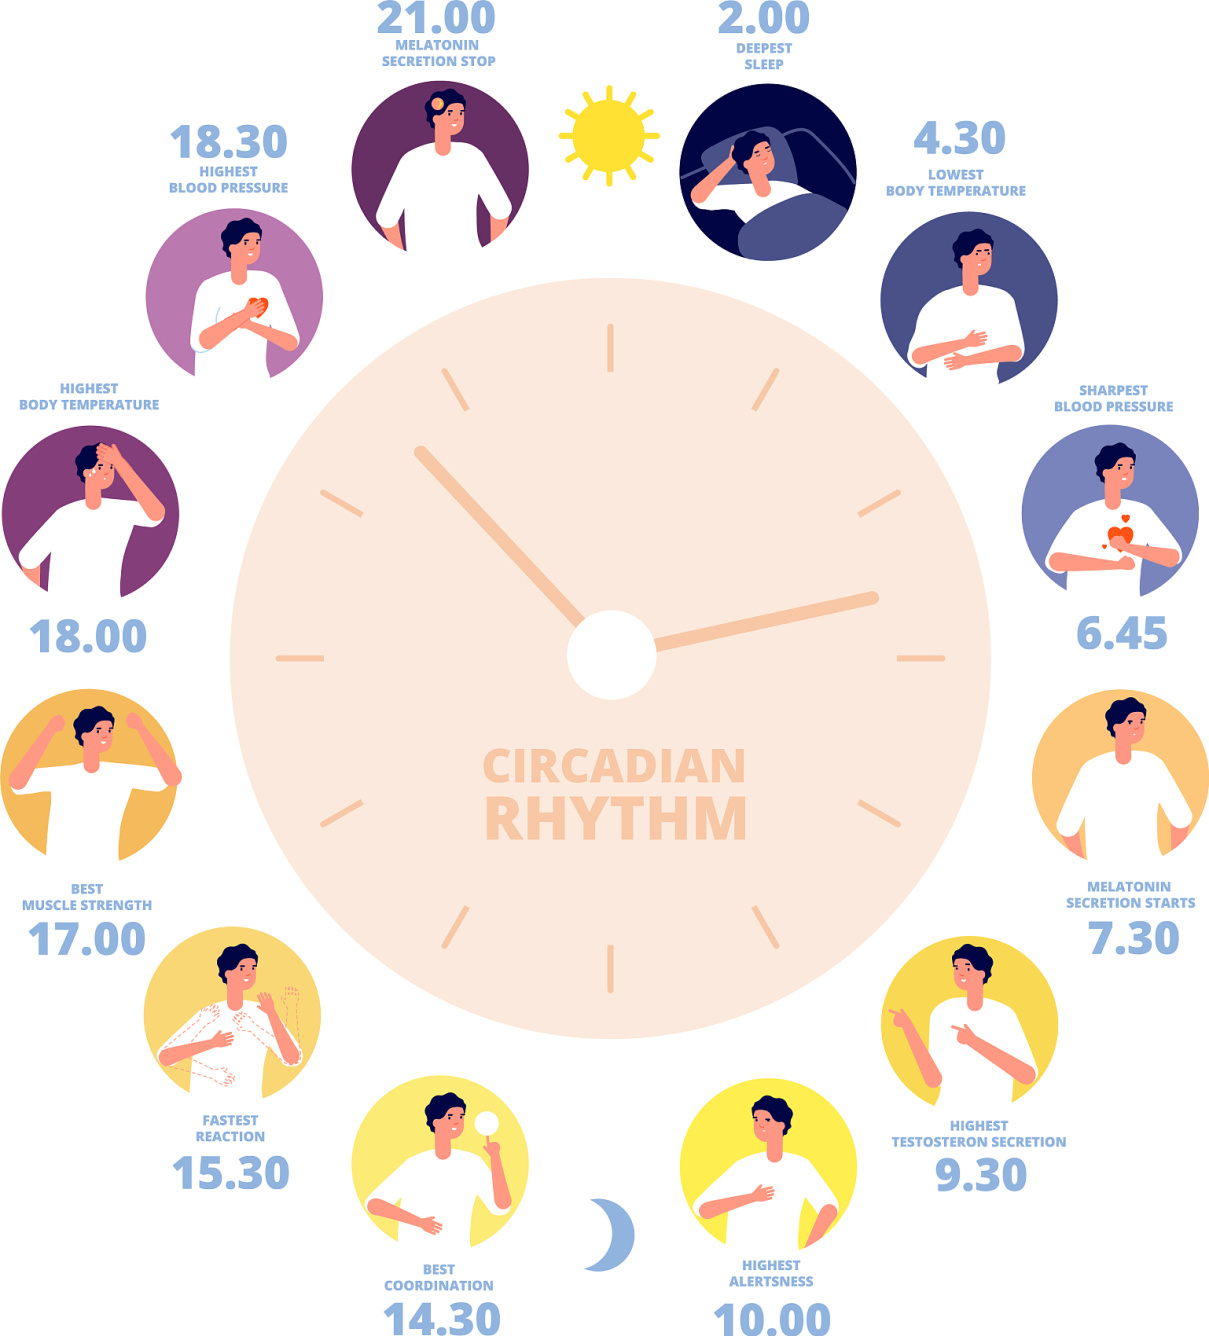 21.00
MELATONIN
SECRETION STOP
2.00
DEEPEST
SLEEP
4.30
LOWEST
BODY TEMPERATURE
SHARPEST
BLOOD PRESSURE
6.45
MELATONIN
SECRETION STARTS
7.30
HIGHEST
TESTOSTERON SECRETION
9.30
HIGHEST
ALERTSNESS
10.00
BEST
COORDINATION
14.30
FASTEST
REACTION
15.30
BEST
MUSCLE STRENGTH
17.00
HIGHEST
BODY TEMPERATURE
18.00
18.30
HIGHEST
BLOOD PRESSURE
CIRCADIAN
RHYTHM